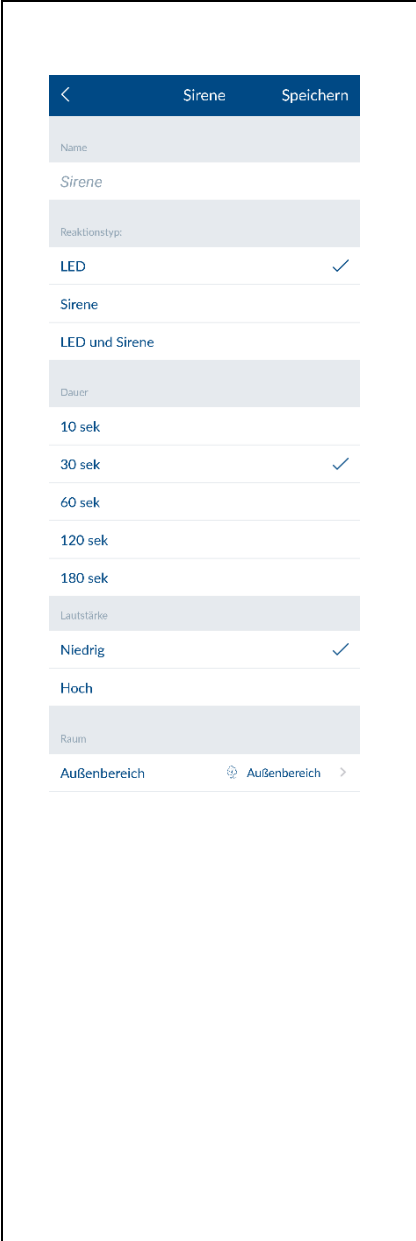 Sirene Speichern
Name
Sirene
Reaktionstyp:
LED
Sirene
LED und Sirene
Dauer
10 sek
30 sek
60 sek
120 sek
180 sek
Lautstärke
Niedrig
Hoch
Raum
Außenbereich Außenbereich